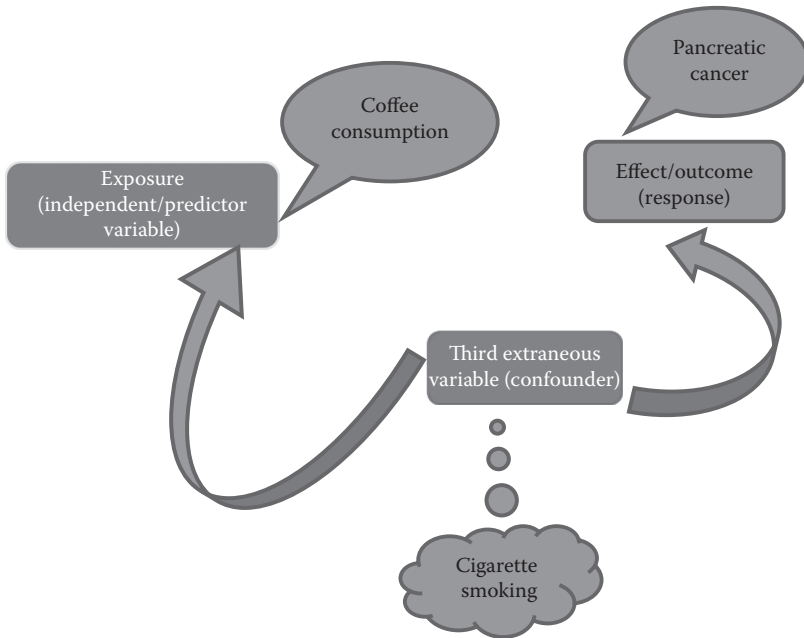 Pancreatic
cancer
Coffee
consumption
Exposure
(independent/predictor
variable)
Effect/outcome
(response)
Third extraneous
variable (confounder)
Cigarette
smoking